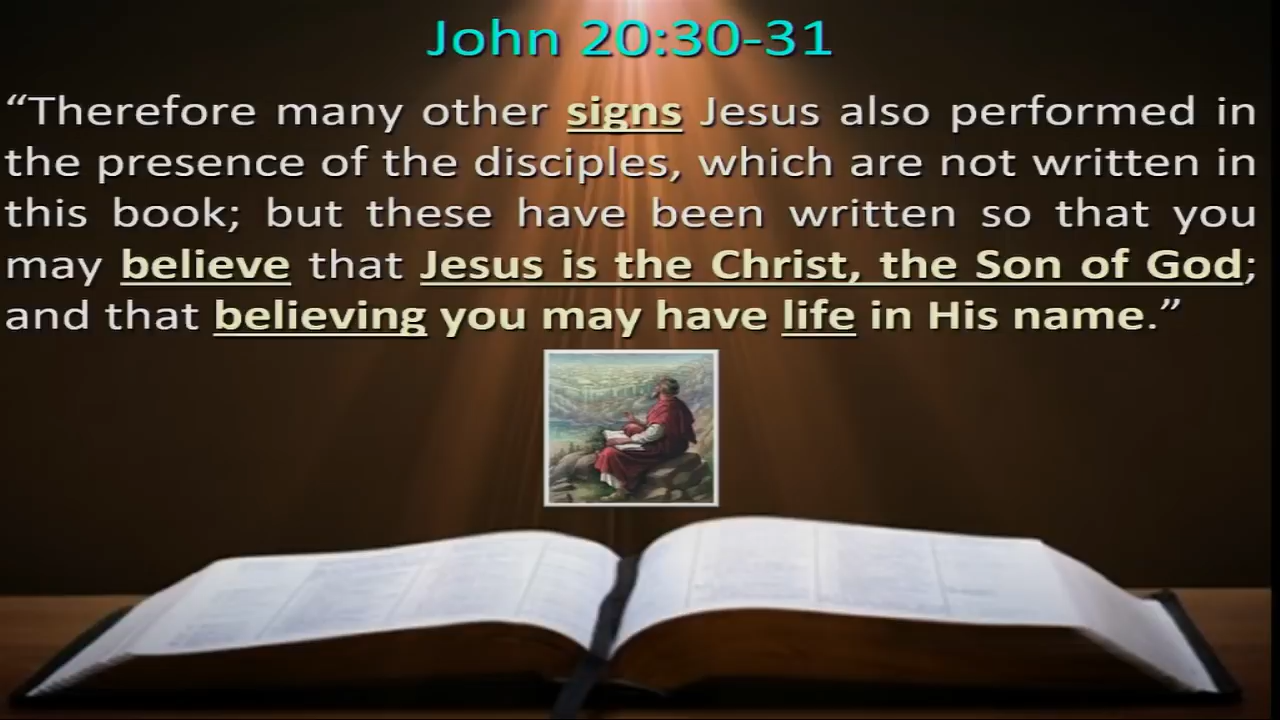 John 20:30-31
“Therefore many other signs Jesus also performed in
the presence of the disciples, which are not written in
this book; but these have been written so that you
may believe that Jesus is the Christ, the Son of God;
and that believing you may have life in His name.”